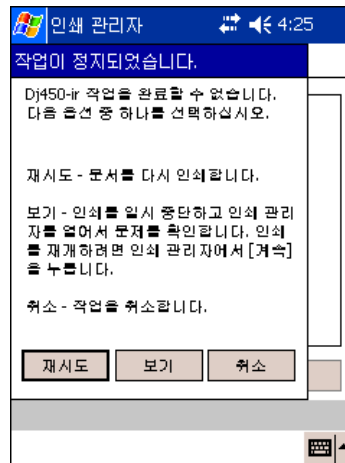 인쇄 관리자 4:25
작업이 정지되었습니다.
Dj450-ir 작업을 완료할 수 없습니다.
다음 옵션 중 하나를 선택하십시오.
재시도 - 문서를 다시 인쇄합니다.
보기 - 인쇄를 일시 중단하고 인쇄 관리
자를 열어서 문제를 확인합니다. 인쇄
를 재개하려면 인쇄 관리자에서 [계속]
을 누릅니다.
취소 - 작업을 취소합니다.
재시도 보기 취소